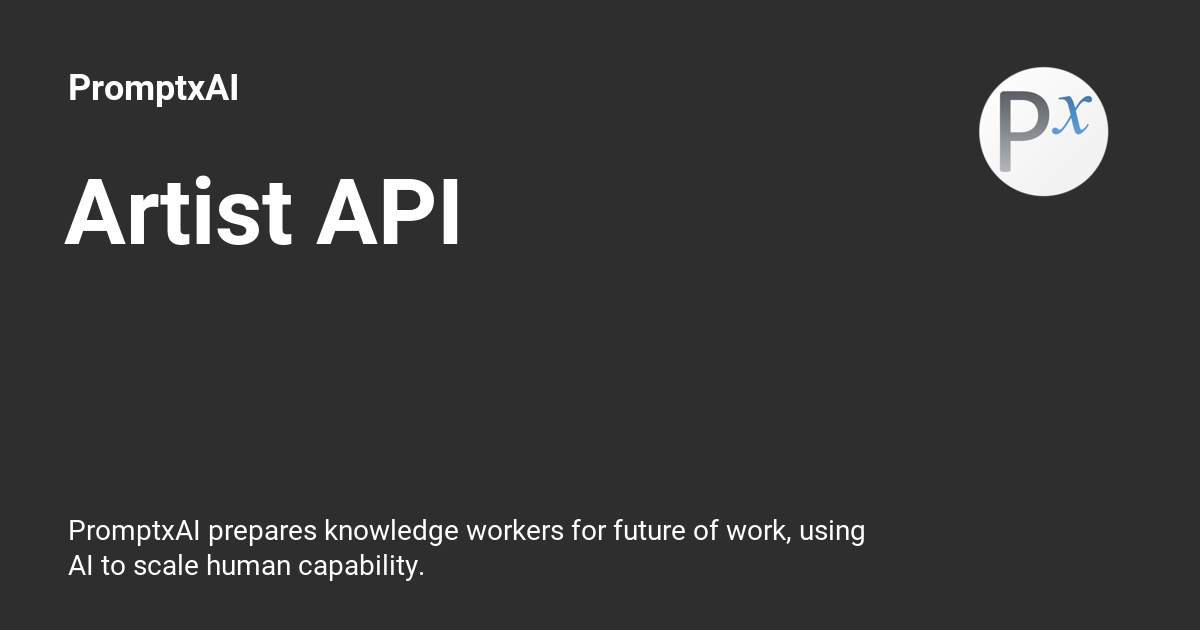 PromptxAI
Px
Artist API
PromptxAI prepares knowledge workers for future of work, using
AI to scale human capability.